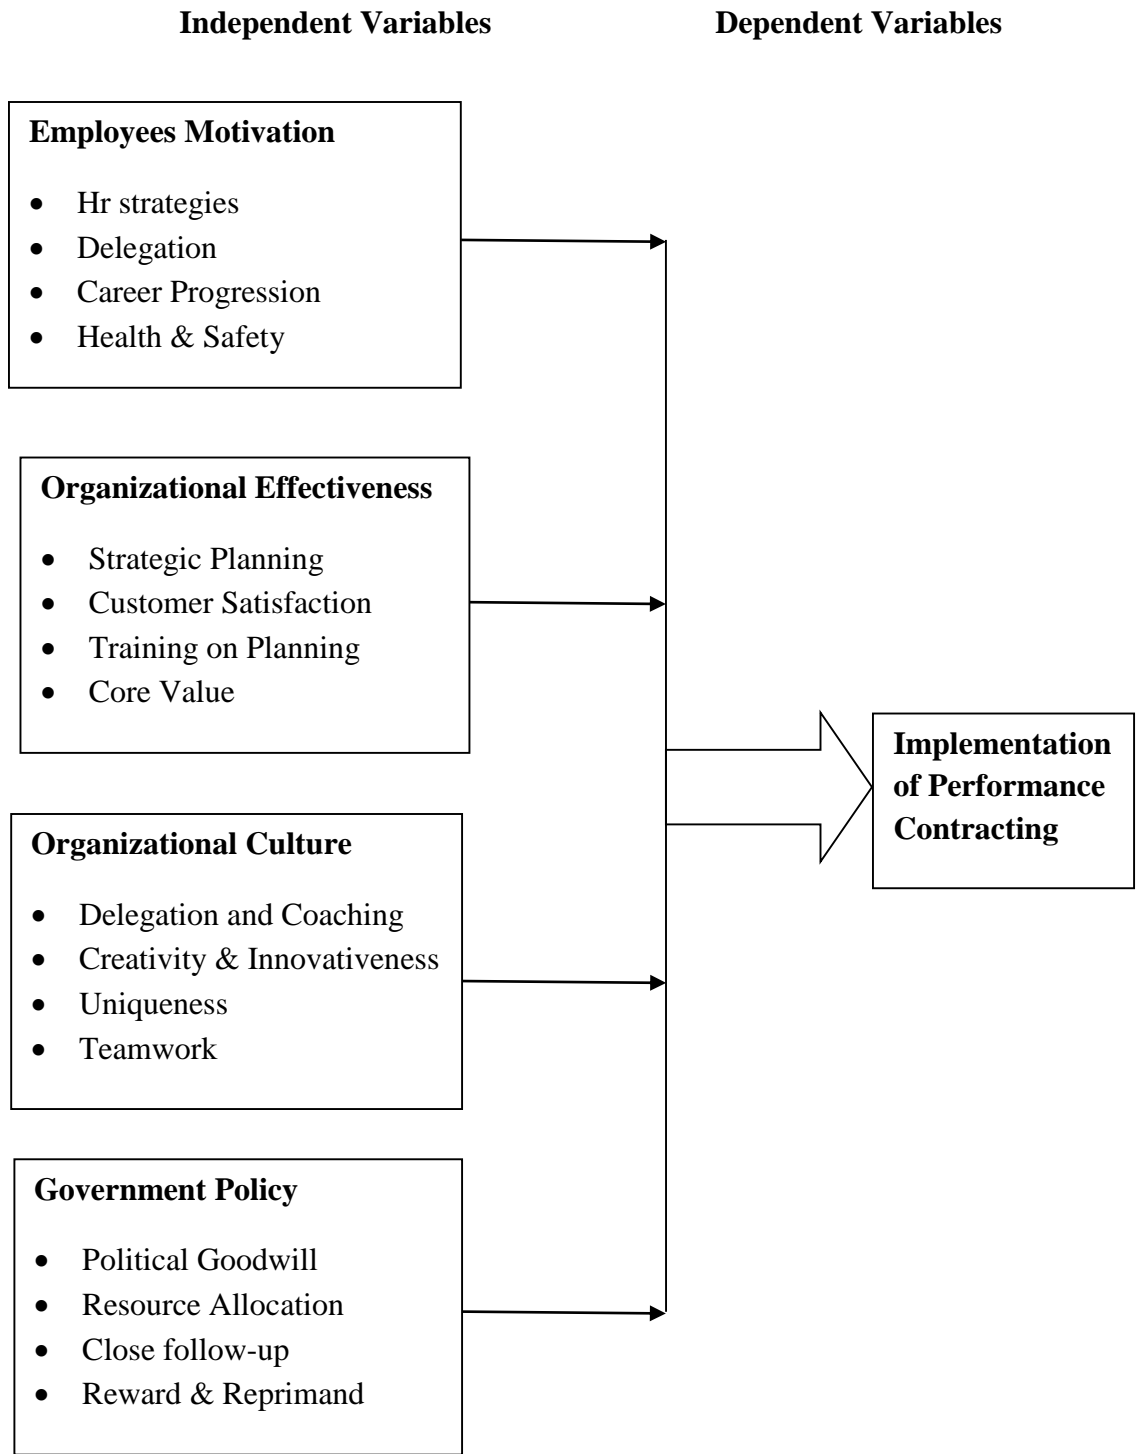 Independent Variables
Dependent Variables
Employees Motivation
• Hr strategies
• Delegation
• Career Progression
• Health & Safety
Organizational Effectiveness
• Strategic Planning
• Customer Satisfaction
• Training on Planning
• Core Value
Organizational Culture
• Delegation and Coaching
• Creativity & Innovativeness
• Uniqueness
• Teamwork
Government Policy
• Political Goodwill
• Resource Allocation
• Close follow-up
• Reward & Reprimand
Implementation
of Performance
Contracting